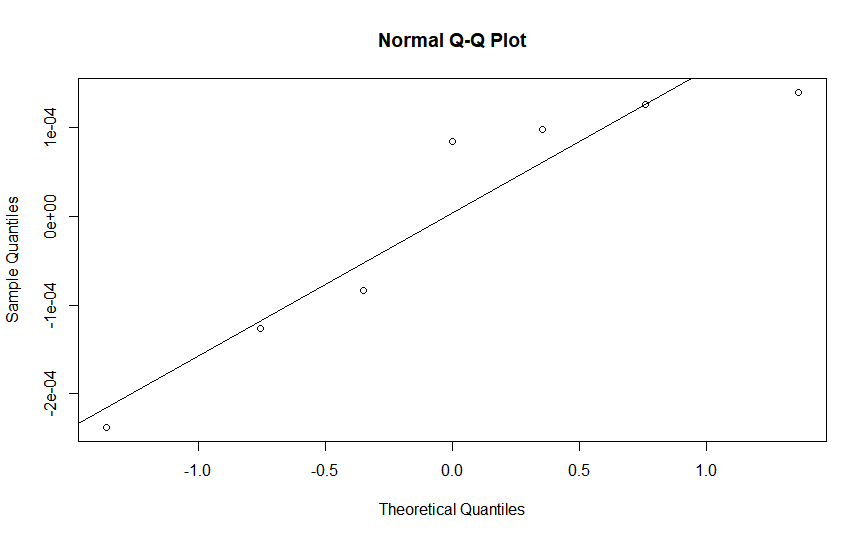 Normal Q-Q Plot
1e-04
0e+00
-1e-04
-2e-04
Sample Quantiles
-1.0
-0.5
0.0
0.5
1.0
Theoretical Quantiles